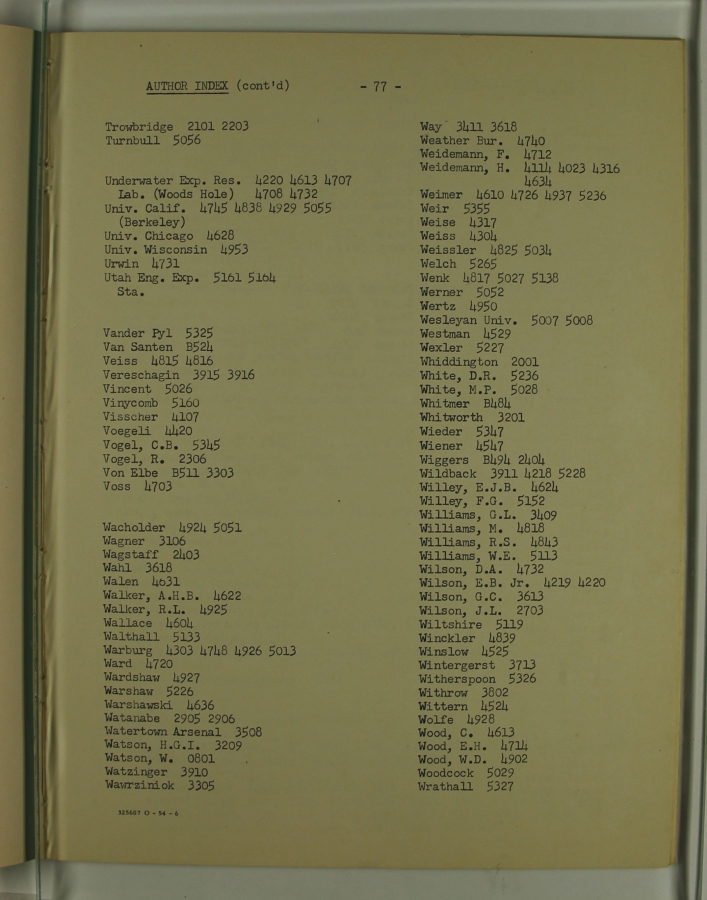 AUTHOR INDEX (cont'd) - 77 -
Trowbridge 2101 2203
Turnbull 5056
Underwater Exp. Res. 4220 4613 4707
Lab. (Woods Hole) 4708 4732
Univ. Calif. 4745 4838 4929 5055
(Berkeley)
Univ. Chicago 4628
Univ. Wisconsin 4953
Urwin 4731
Utah Eng. Exp. 5161 5164
Sta.
Vander Pyl 5325
Van Santen B524
Veiss 4815 4816
Vereschagin 3915 3916
Vincent 5026
Vinycomb 5160
Visscher 4107
Voegeli 4420
Vogel, C.B. 5345
Vogel, R. 2306
Von Elbe B511 3303
Voss 4703
Wacholder 4924 5051
Wagner 3106
Wagstaff 2403
Wahl 3618
Walen 4631
Walker, A.H.B. 4622
Walker, R.L. 4925
Wallace 4604
Walthall 5133
Warburg 4303 4748 4926 5013
Ward 4720
Wardshaw 4927
Warshaw 5226
Warshawski 4636
Watanabe 2905 2906
Watertown Arsenal 3508
Watson, H.G.I. 3209
Watson, W. 0801
Watzinger 3910
Wawrziniok 3305
Way 3411 3618
Weather Bur. 4740
Weidemann, F. 4712
Weidemann, H. 4114 4023 4316
4634
Weimer 4610 4726 4937 5236
Weir 5355
Weise 4317
Weiss 4304
Weissler 4825 5034
Welch 5265
Wenk 4817 5027 5138
Werner 5052
Wertz 4950
Wesleyan Univ. 5007 5008
Westman 4529
Wexler 5227
Whiddington 2001
White, D.R. 5236
White, M.P. 5028
Whitmer B484
Whitworth 3201
Wieder 5347
Wiener 4547
Wiggers B494 2404
Wildback 3911 4218 5228
Willey, E.J.B. 4624
Willey, F.G. 5152
Williams, G.L. 3409
Williams, M. 4818
Williams, R.S. 4843
Williams, W.E. 5113
Wilson, D.A. 4732
Wilson, E.B. Jr. 4219 4220
Wilson, G.C. 3613
Wilson, J.L. 2703
Wiltshire 5119
Winckler 4839
Winslow 4525
Wintergerst 3713
Witherspoon 5326
Withrow 3802
Wittern 4524
Wolfe 4928
Wood, C. 4613
Wood, E.H. 4714
Wood, W.D. 4902
Woodcock 5029
Wrathall 5327
325607 O - 54 - 6